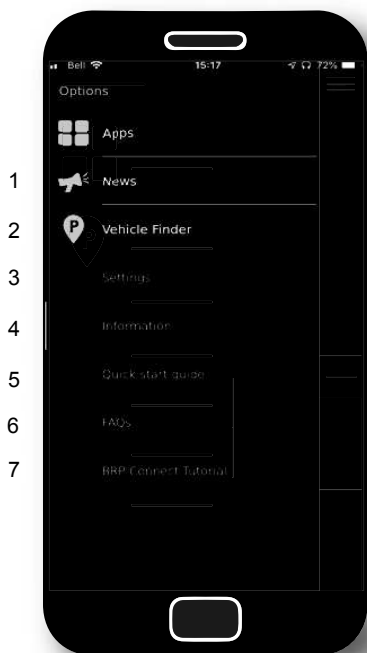 Bell 15:17 72%
Options
Apps
1 News
2 P Vehicle Finder
3 Settings
4 Information
5 Quick start guide
6 FAQs
7 BRP Connect Tutorial